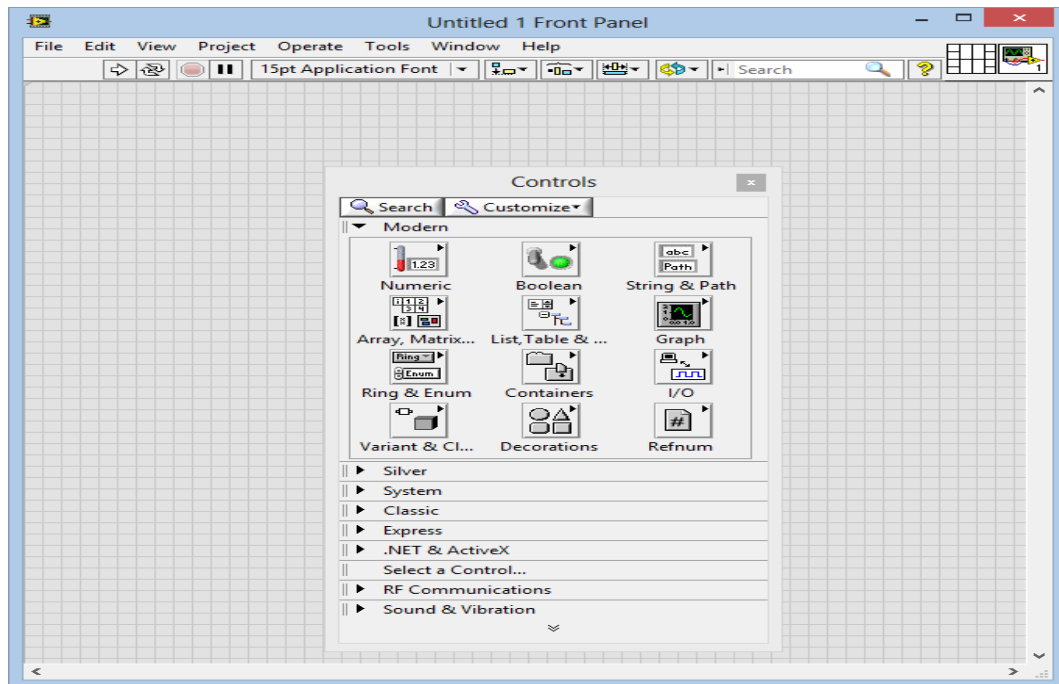 Untitled 1 Front Panel
File Edit View Project Operate Tools Window Help
15pt Application Font Search ? 1
Controls
Search Customize
Modern
1.23 abc Path
Numeric Boolean String & Path
Array, Matrix... List, Table & ... Graph
Ring Enum
Ring & Enum Containers I/O
#
Variant & Cl... Decorations Refnum
Silver
System
Classic
Express
.NET & ActiveX
Select a Control...
RF Communications
Sound & Vibration